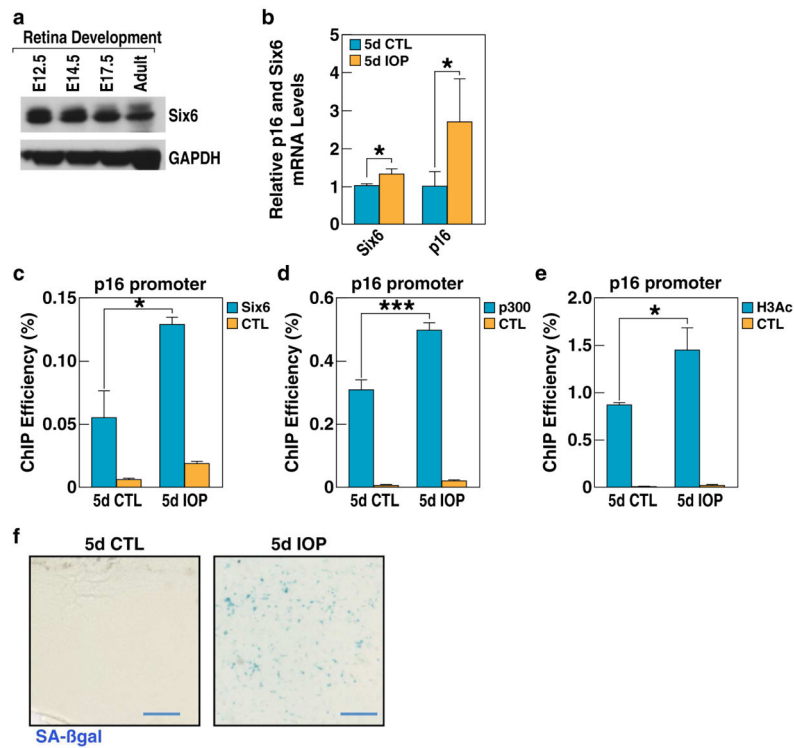 a
Retina Development
E12.5
E14.5
E17.5
Adult
Six6
GAPDH
b
Relative p16 and Six6
mRNA Levels
5
4
3
2
1
0
5d CTL
5d IOP
*
*
Six6
p16
c
p16 promoter
ChIP Efficiency (%)
0.15
0.10
0.05
0
*
Six6
CTL
5d CTL
5d IOP
d
p16 promoter
ChIP Efficiency (%)
0.6
0.4
0.2
0
***
p300
CTL
5d CTL
5d IOP
e
p16 promoter
ChIP Efficiency (%)
2.0
1.5
1.0
0.5
0
*
H3Ac
CTL
5d CTL
5d IOP
f
5d CTL
5d IOP
SA-ßgal